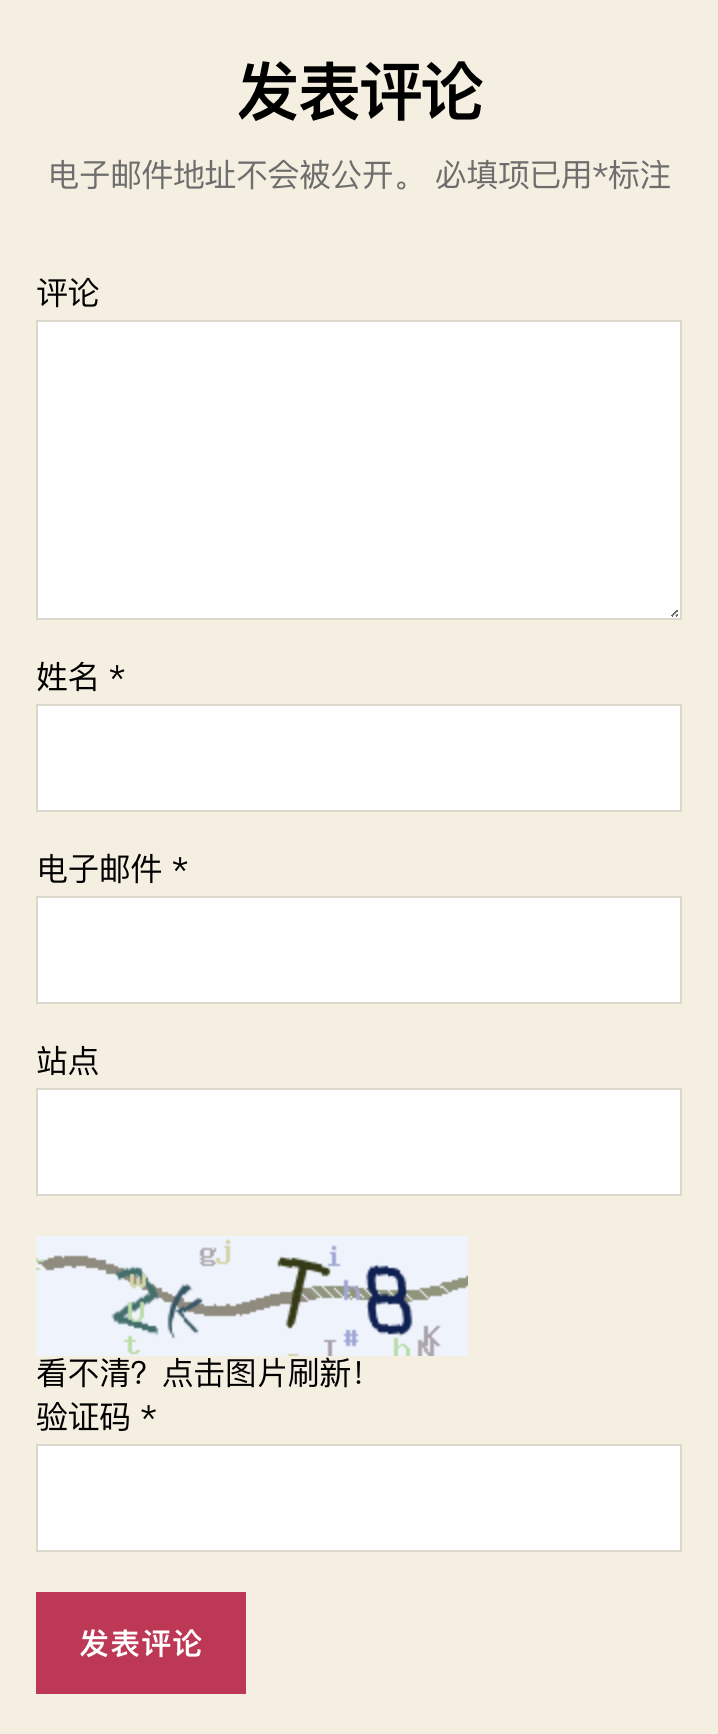 发表评论
电子邮件地址不会被公开。 必填项已用*标注
评论
姓名 *
电子邮件 *
站点
2KT8
看不清？点击图片刷新！
验证码 *
发表评论